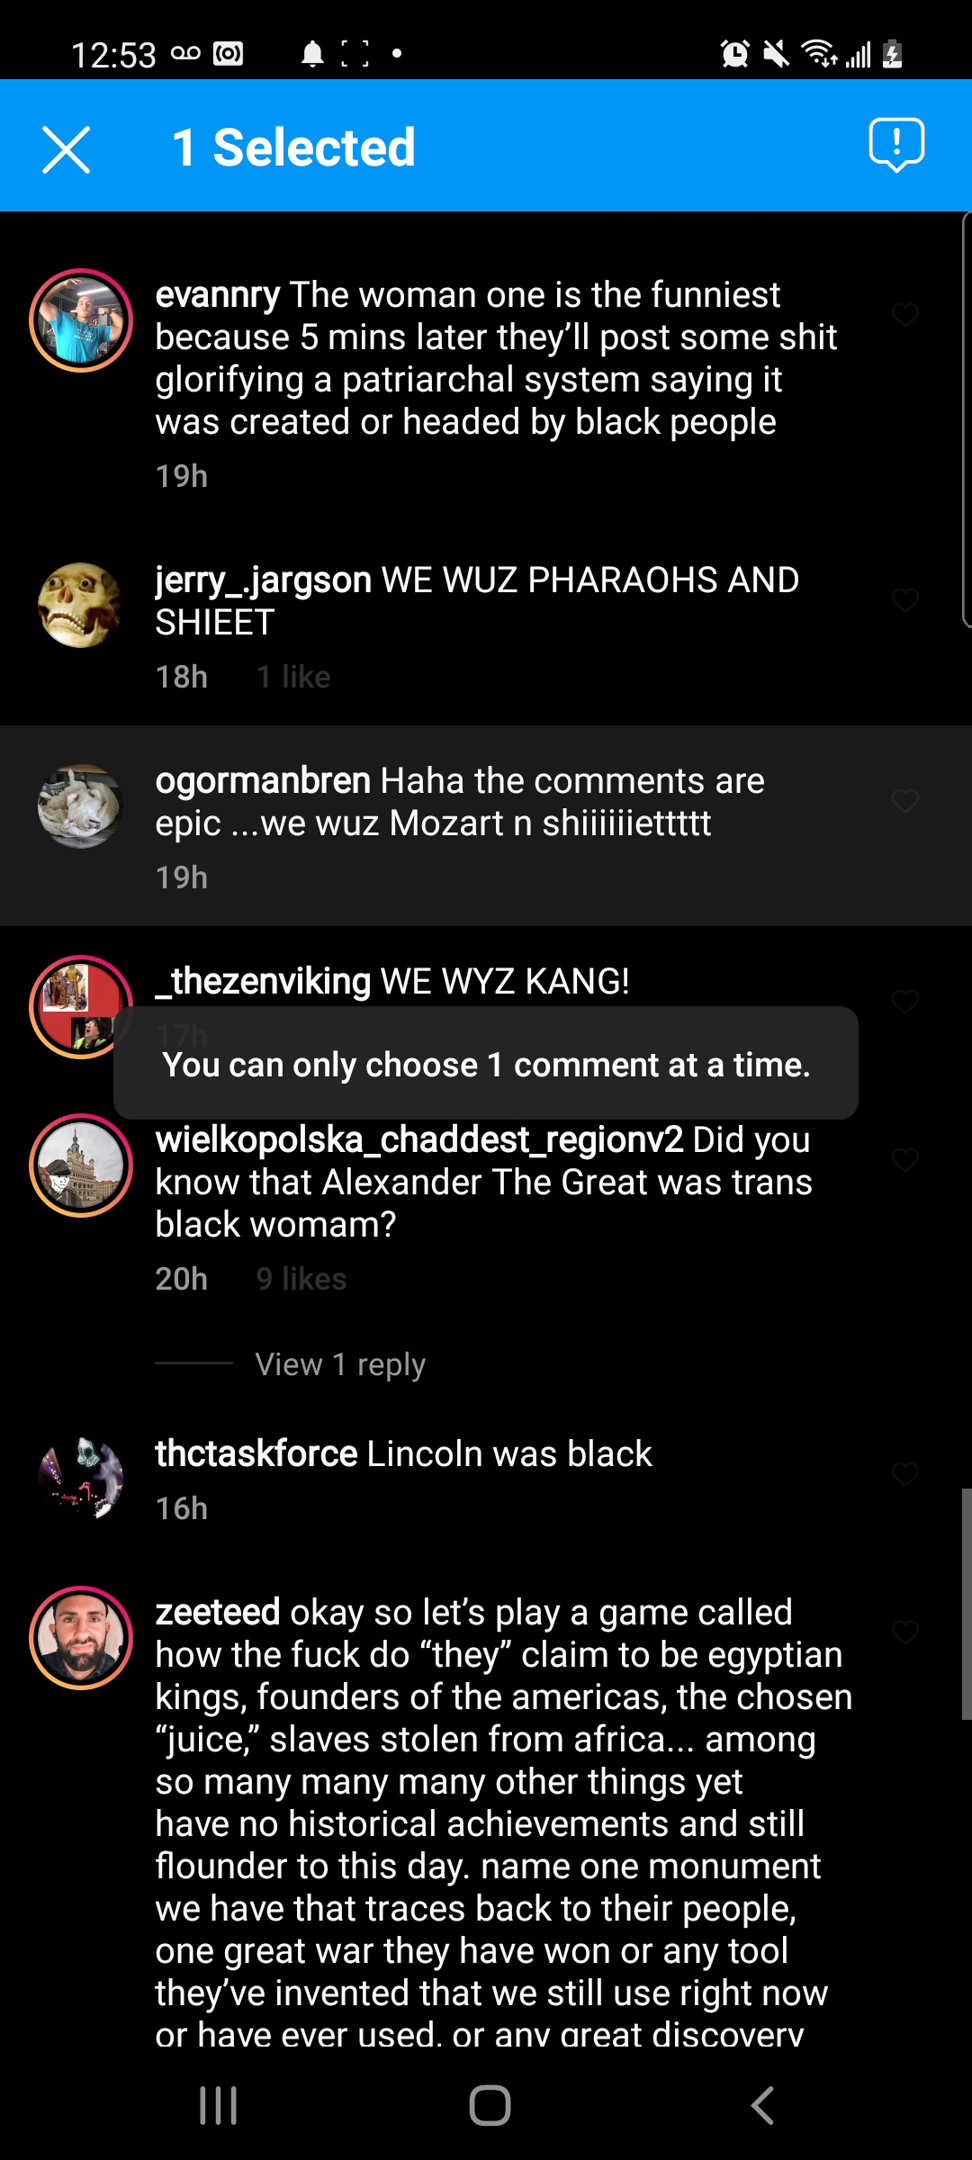 12:53
1 Selected
evannry The woman one is the funniest
because 5 mins later they’ll post some shit
glorifying a patriarchal system saying it
was created or headed by black people
19h
jerry_.jargson WE WUZ PHARAOHS AND
SHIEET
18h 1 like
ogormanbren Haha the comments are
epic ...we wuz Mozart n shiiiiiiettttt
19h
_thezenviking WE WYZ KANG!
17h
You can only choose 1 comment at a time.
wielkopolska_chaddest_regionv2 Did you
know that Alexander The Great was trans
black womam?
20h 9 likes
View 1 reply
thctaskforce Lincoln was black
16h
zeeteed okay so let’s play a game called
how the fuck do “they” claim to be egyptian
kings, founders of the americas, the chosen
“juice,” slaves stolen from africa... among
so many many many other things yet
have no historical achievements and still
flounder to this day. name one monument
we have that traces back to their people,
one great war they have won or any tool
they’ve invented that we still use right now
or have ever used. or any great discovery